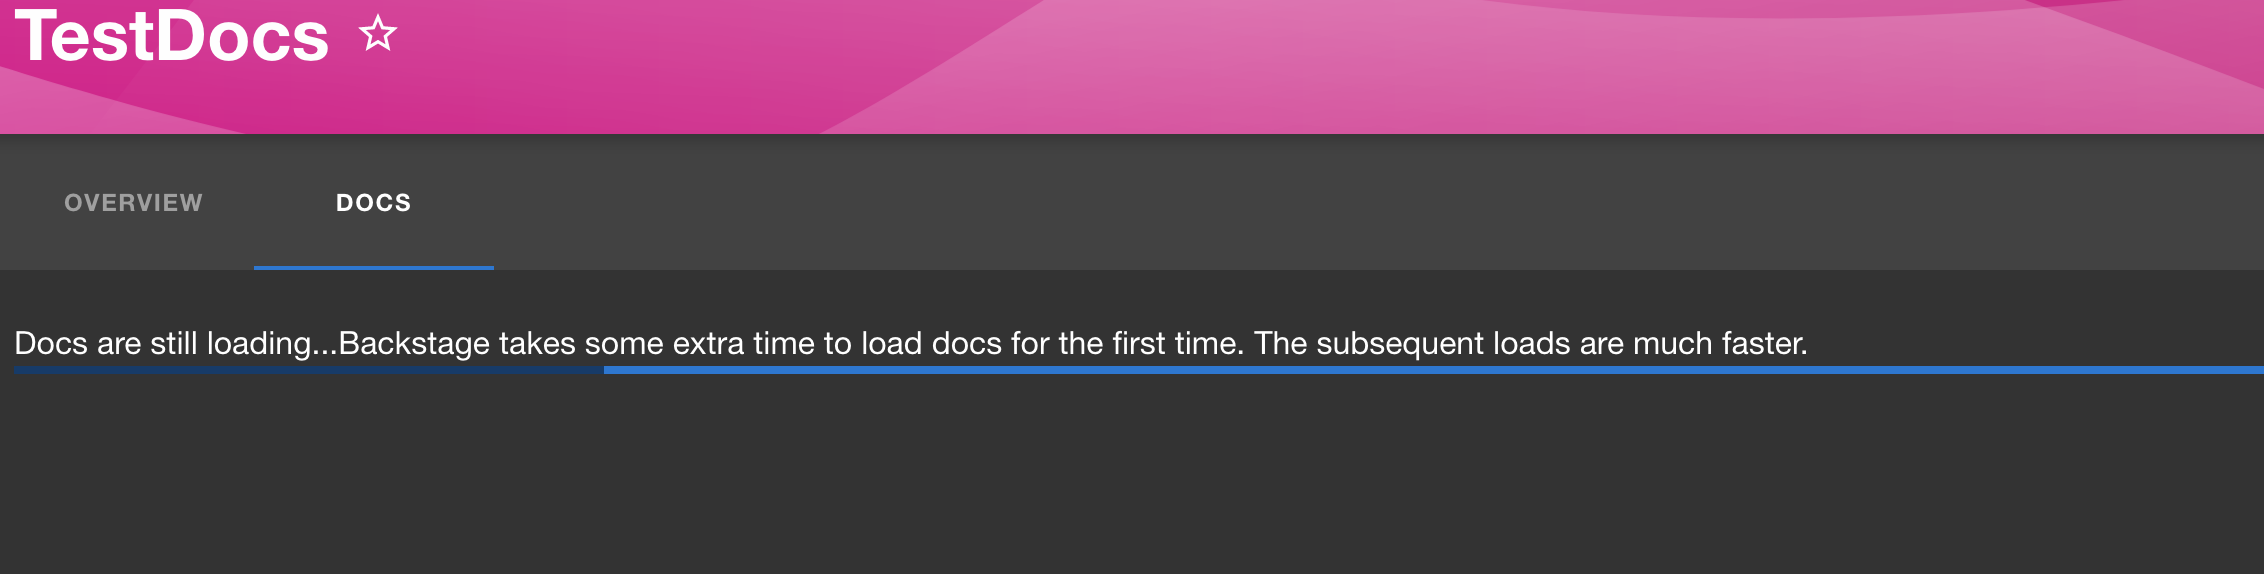 TestDocs
OVERVIEW DOCS
Docs are still loading...Backstage takes some extra time to load docs for the first time. The subsequent loads are much faster.